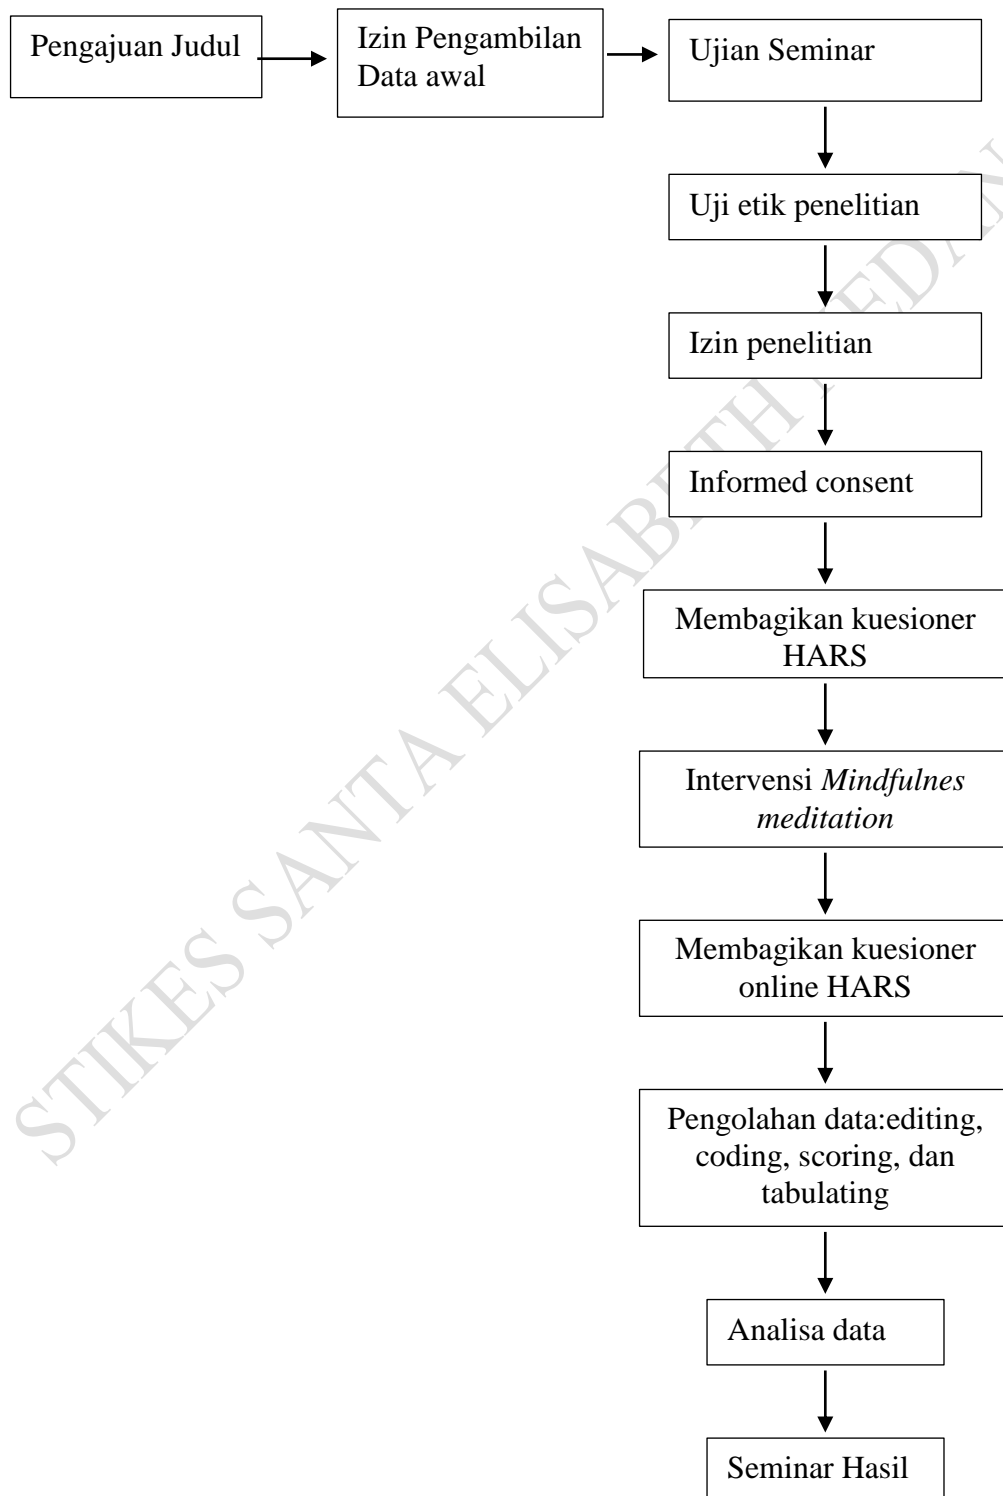 Pengajuan Judul
Izin Pengambilan
Data awal
Ujian Seminar
Uji etik penelitian
Izin penelitian
Informed consent
Membagikan kuesioner
HARS
Intervensi Mindfulnes
meditation
Membagikan kuesioner
online HARS
Pengolahan data:editing,
coding, scoring, dan
tabulating
Analisa data
Seminar Hasil
STIKES SANTA ELISABETH MEDAN